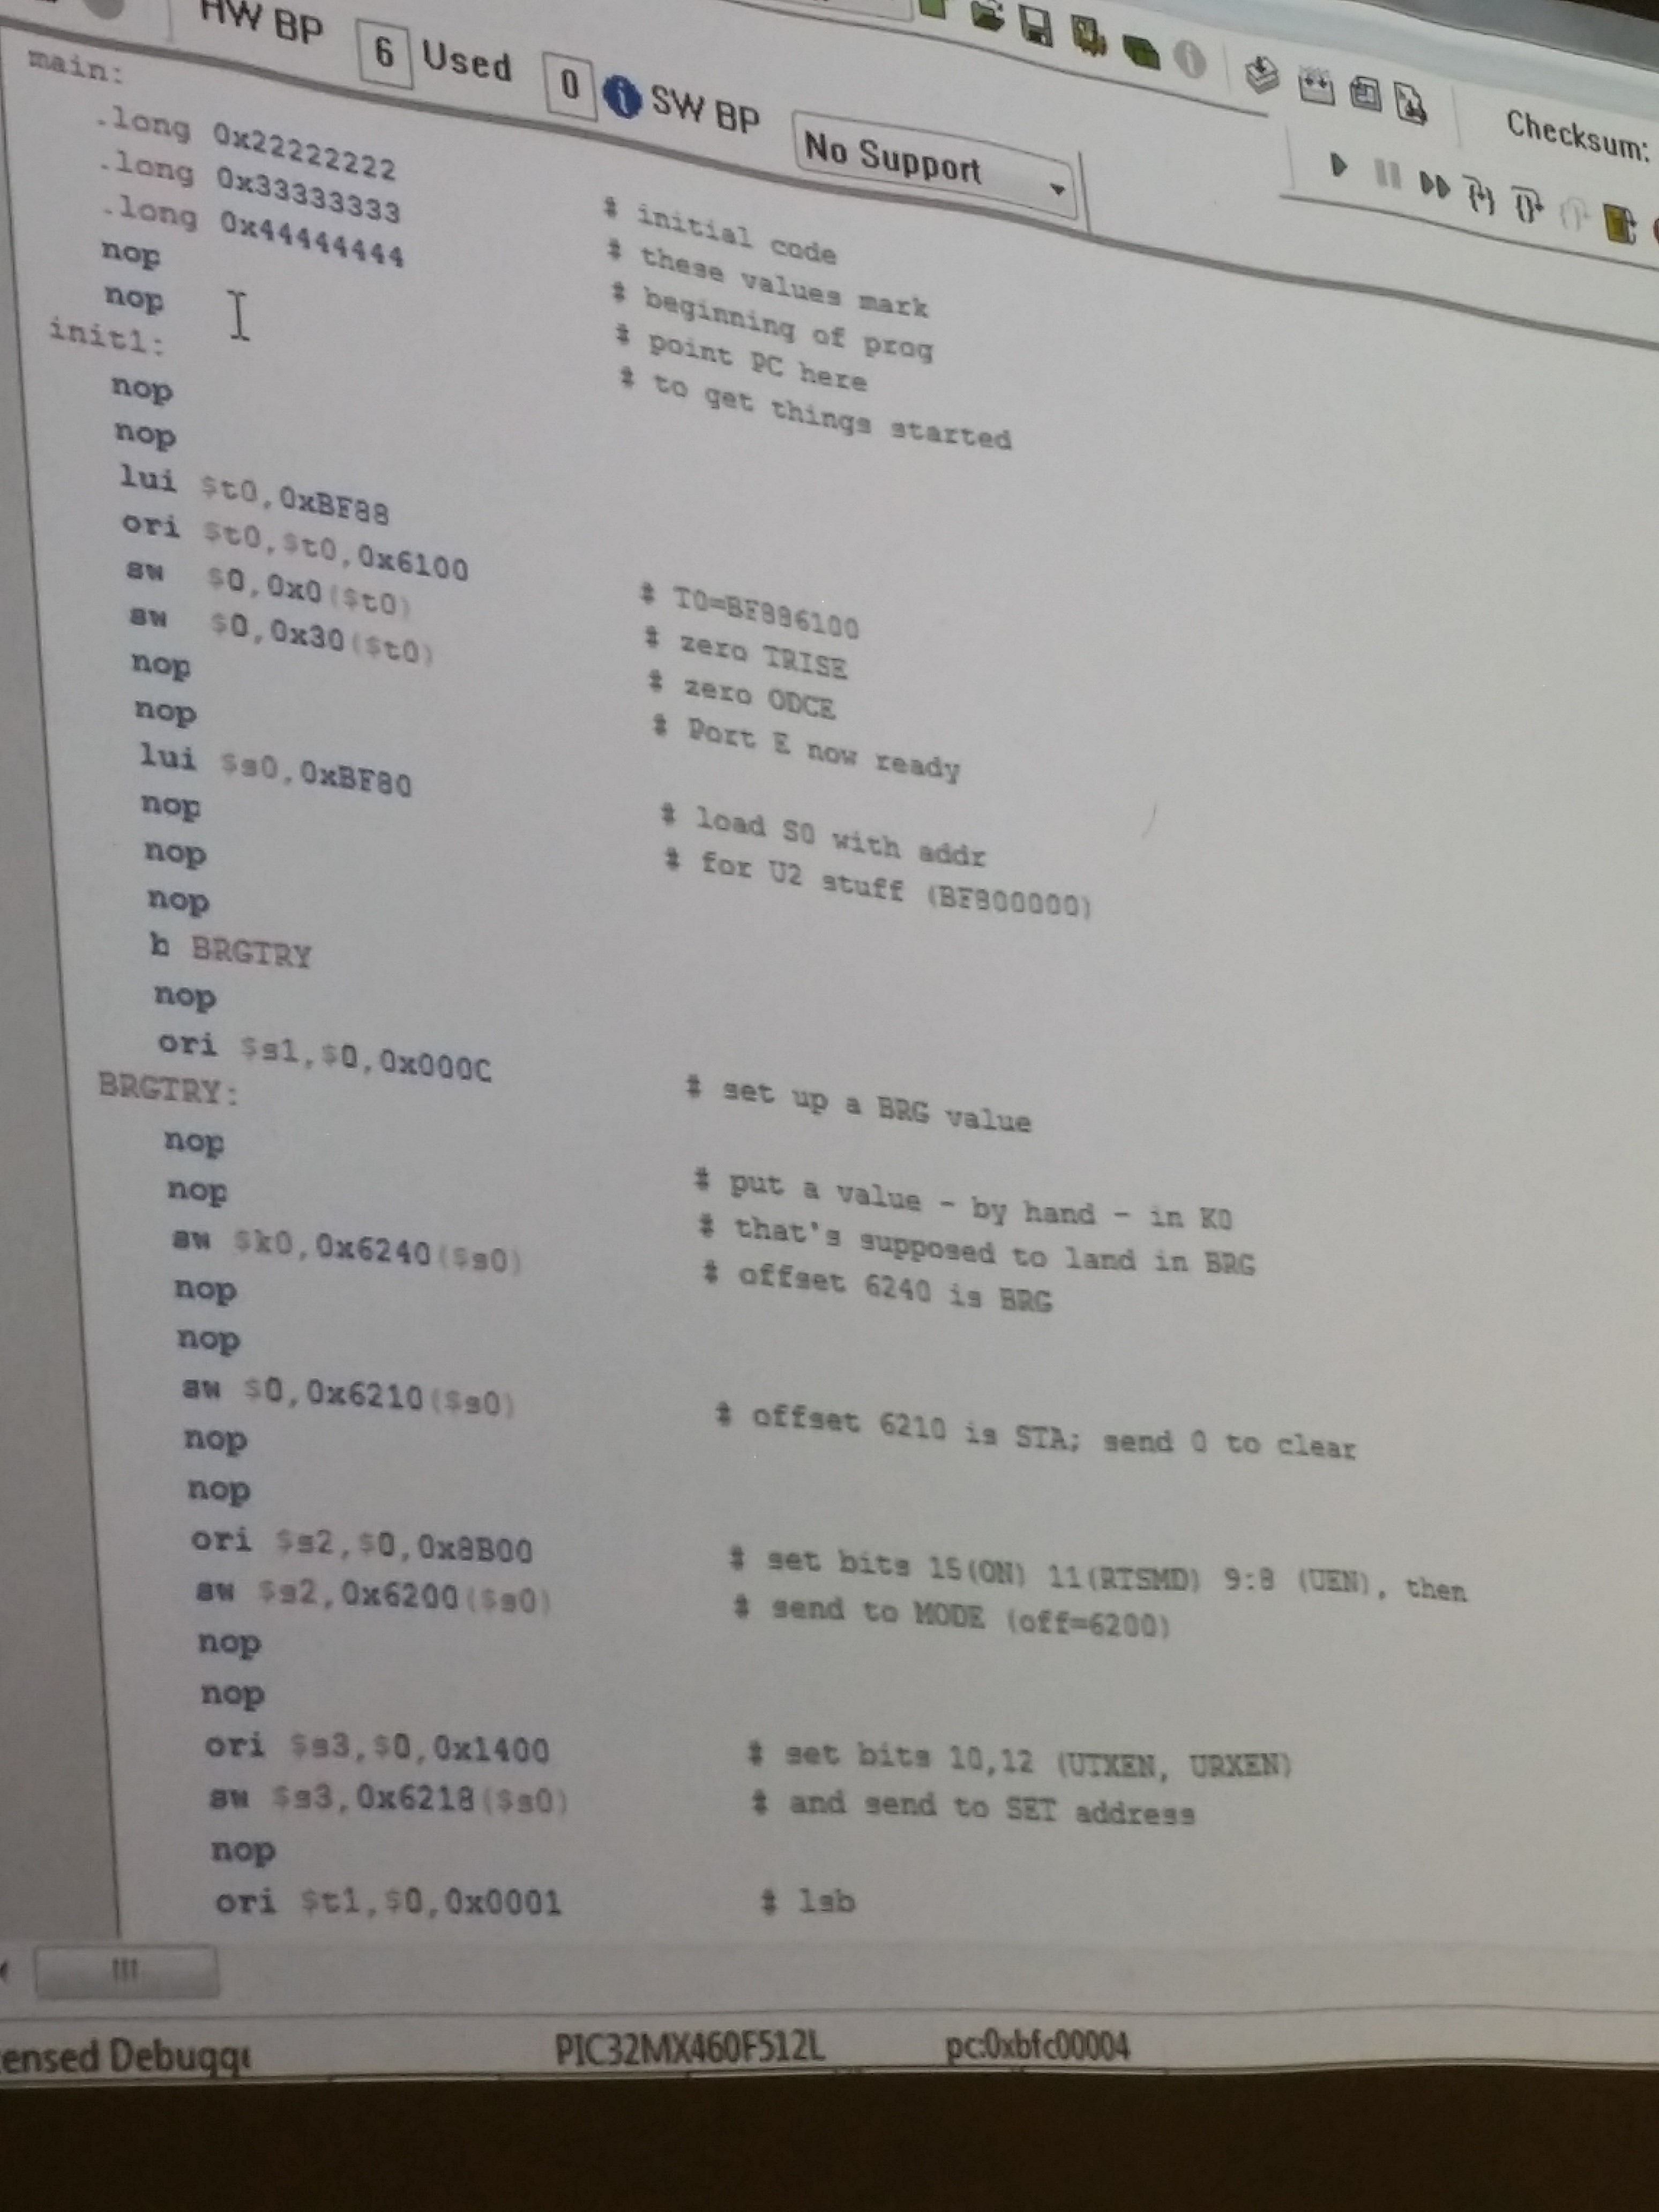 HW BP 6 Used 0 SW BP No Support Checksum:
main:
.long 0x22222222 # initial code
.long 0x33333333 # these values mark
.long 0x44444444 # beginning of prog
nop # point PC here
nop # to get things started
init1:
nop
nop
lui $t0,0xBF88
ori $t0,$t0,0x6100 # T0=BF886100
sw $0,0x0($t0) # zero TRISE
sw $0,0x30($t0) # zero ODCE
nop # Port E now ready
nop
lui $s0,0xBF80 # load S0 with addr
nop # for U2 stuff (BF800000)
nop
nop
b BRGTRY
nop
ori $s1,$0,0x000C # set up a BRG value
BRGTRY:
nop # put a value - by hand - in K0
nop # that's supposed to land in BRG
sw $k0,0x6240($s0) # offset 6240 is BRG
nop
nop
sw $0,0x6210($s0) # offset 6210 is STA; send 0 to clear
nop
nop
ori $s2,$0,0x8B00 # set bits 15(ON) 11(RTSMD) 9:8 (UEN), then
sw $s2,0x6200($s0) # send to MODE (off=6200)
nop
nop
ori $s3,$0,0x1400 # set bits 10,12 (UTXEN, URXEN)
sw $s3,0x6218($s0) # and send to SET address
nop
ori $t1,$0,0x0001 # lsb
ensed Debugge PIC32MX460F512L pc:0xbfc00004